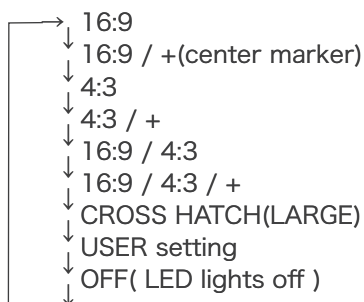 16:9
16:9 / +(center marker)
4:3
4:3 / +
16:9 / 4:3
16:9 / 4:3 / +
CROSS HATCH(LARGE)
USER setting
OFF( LED lights off )